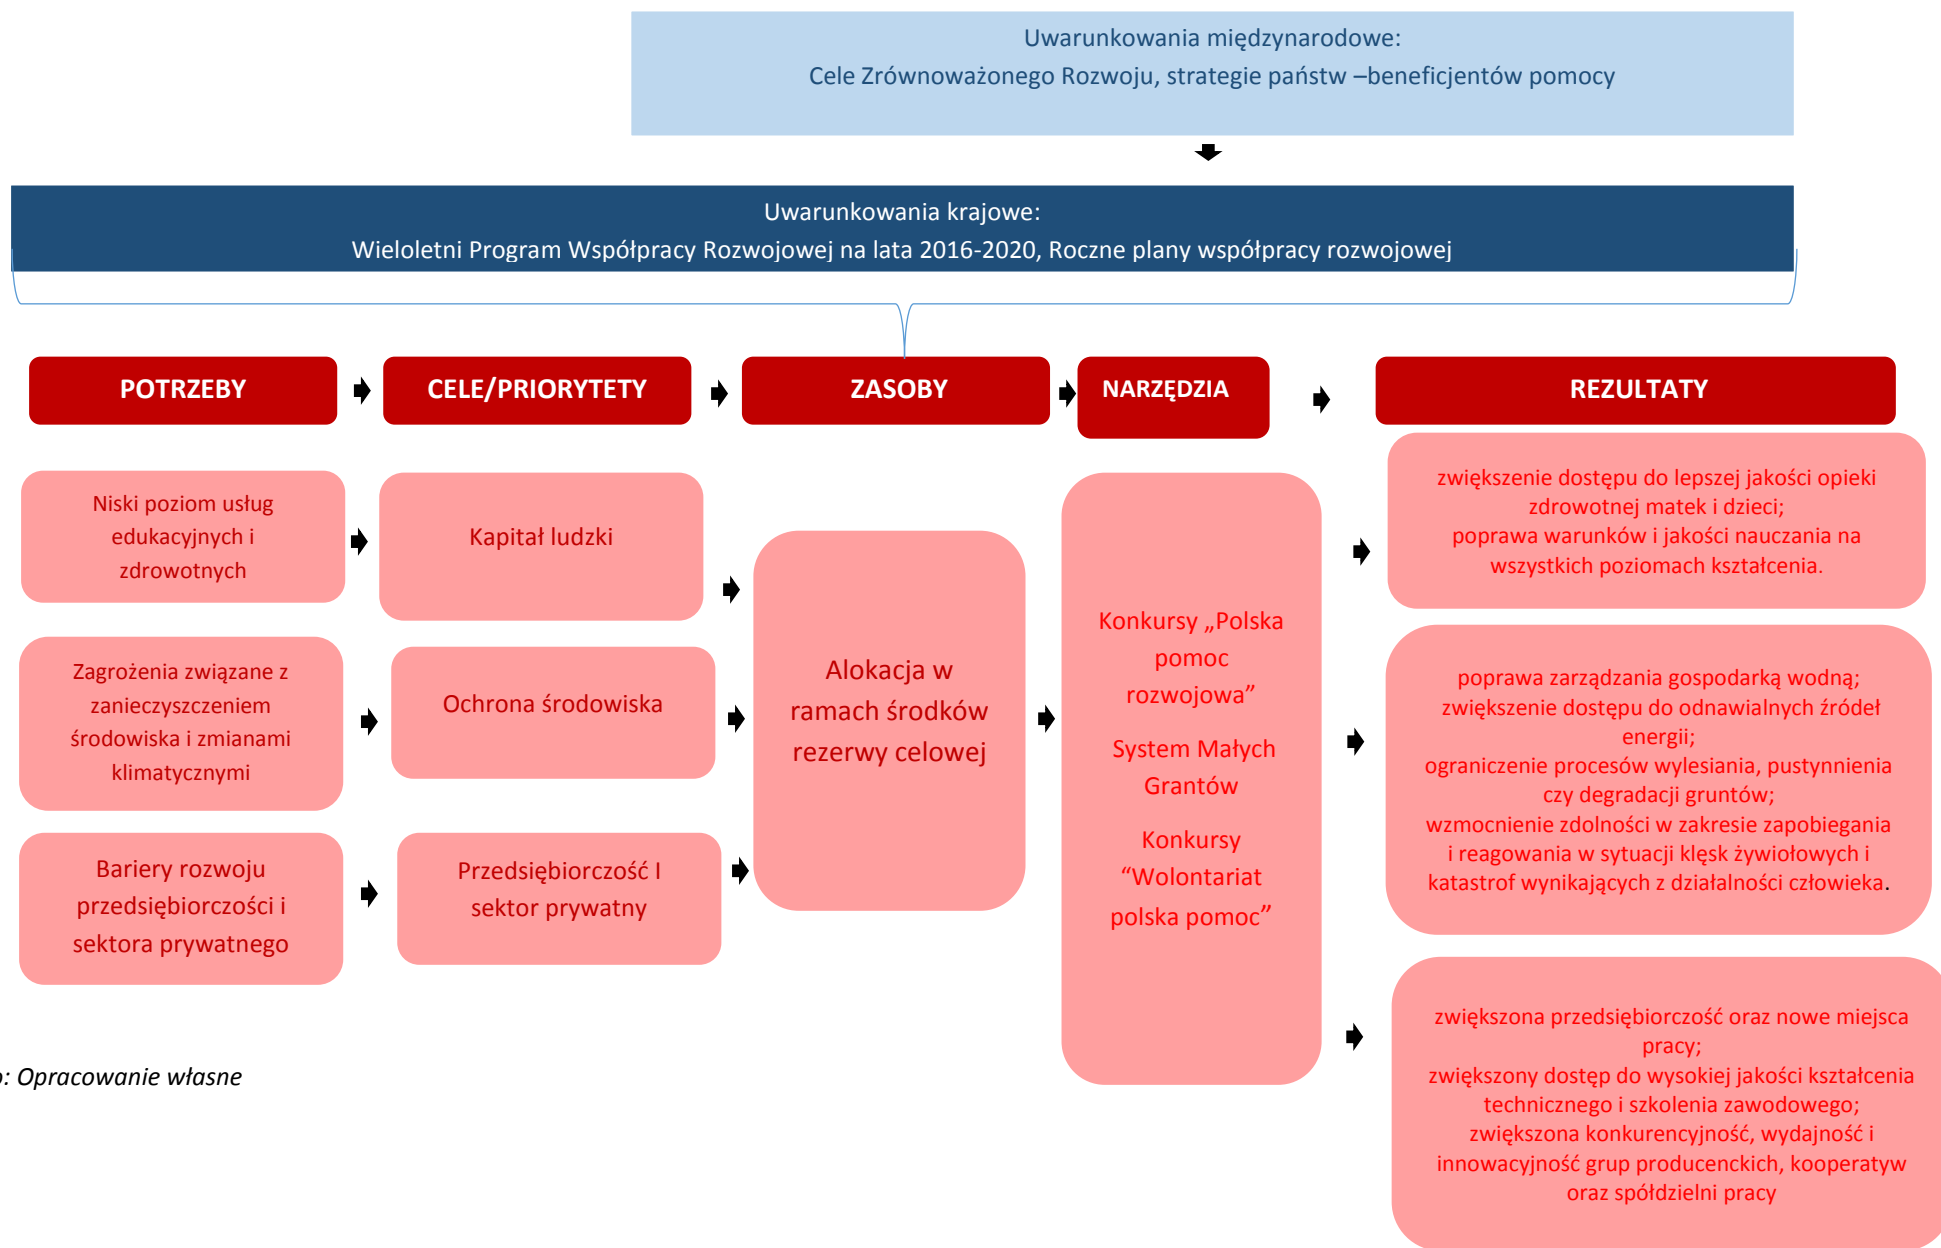 Uwarunkowania międzynarodowe:
Cele Zrównoważonego Rozwoju, strategie państw –beneficjentów pomocy
Uwarunkowania krajowe:
Wieloletni Program Współpracy Rozwojowej na lata 2016-2020, Roczne plany współpracy rozwojowej
POTRZEBY
CELE/PRIORYTETY
ZASOBY
NARZĘDZIA
REZULTATY
Niski poziom usług
edukacyjnych i
zdrowotnych
Zagrożenia związane z
zanieczyszczeniem
środowiska i zmianami
klimatycznymi
Bariery rozwoju
przedsiębiorczości i
sektora prywatnego
Kapitał ludzki
Ochrona środowiska
Przedsiębiorczość I
sektor prywatny
Alokacja w
ramach środków
rezerwy celowej
Konkursy „Polska
pomoc
rozwojowa”
System Małych
Grantów
Konkursy
“Wolontariat
polska pomoc”
zwiększenie dostępu do lepszej jakości opieki
zdrowotnej matek i dzieci;
poprawa warunków i jakości nauczania na
wszystkich poziomach kształcenia.
poprawa zarządzania gospodarką wodną;
zwiększenie dostępu do odnawialnych źródeł
energii;
ograniczenie procesów wylesiania, pustynnienia
czy degradacji gruntów;
wzmocnienie zdolności w zakresie zapobiegania
i reagowania w sytuacji klęsk żywiołowych i
katastrof wynikających z działalności człowieka.
zwiększona przedsiębiorczość oraz nowe miejsca
pracy;
zwiększony dostęp do wysokiej jakości kształcenia
technicznego i szkolenia zawodowego;
zwiększona konkurencyjność, wydajność i
innowacyjność grup producenckich, kooperatyw
oraz spółdzielni pracy
: Opracowanie własne